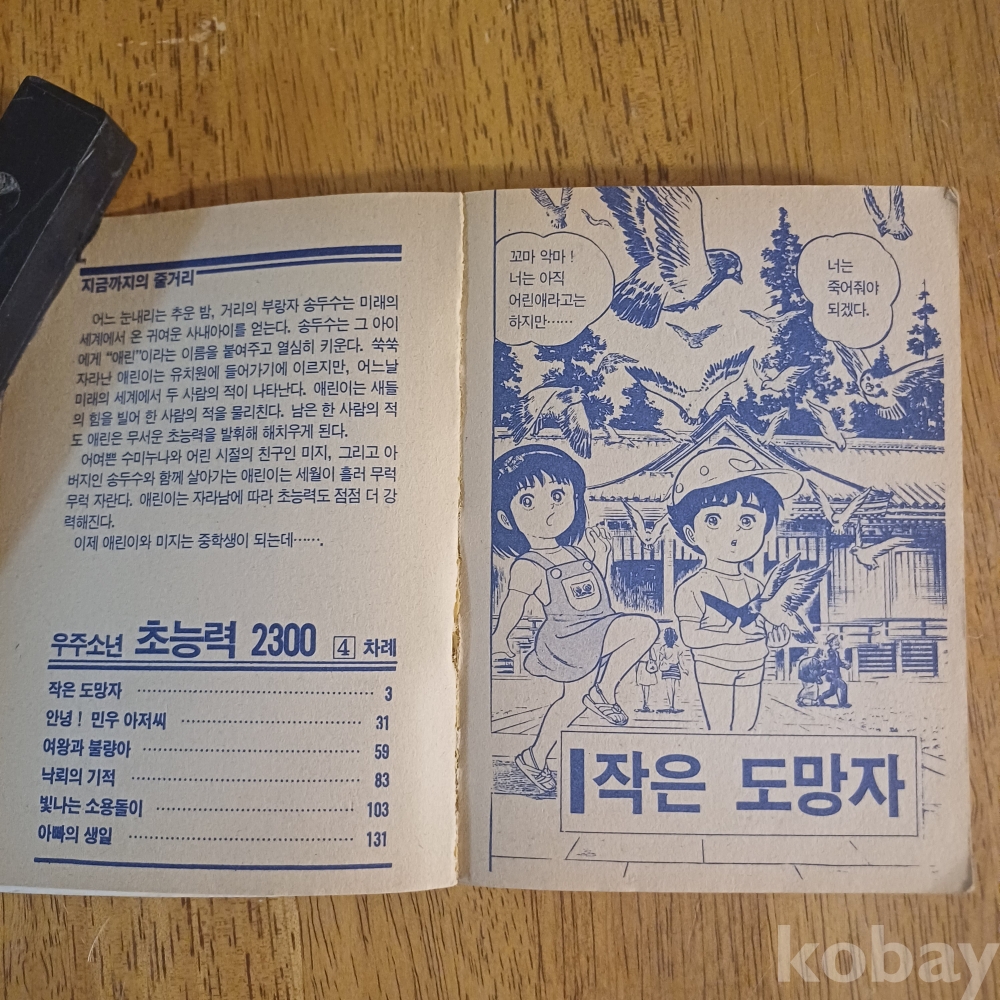 지금까지의 줄거리
어느 눈내리는 추운 밤, 거리의 부랑자 송두수는 미래의
세계에서 온 귀여운 사내아이를 얻는다. 송두수는 그 아이
에게 “애린”이라는 이름을 붙여주고 열심히 키운다. 쑥쑥
자라난 애린이는 유치원에 들어가기에 이르지만, 어느날
미래의 세계에서 두 사람의 적이 나타난다. 애린이는 새들
의 힘을 빌어 한 사람의 적을 물리친다. 남은 한 사람의 적
도 애린은 무서운 초능력을 발휘해 해치우게 된다.
어여쁜 수미누나와 어린 시절의 친구인 미지, 그리고 아
버지인 송두수와 함께 살아가는 애린이는 세월이 흘러 무럭
무럭 자란다. 애린이는 자라남에 따라 초능력도 점점 더 강
력해진다.
이제 애린이와 미지는 중학생이 되는데…….
우주소년 초능력 2300 4 차례
작은 도망자 3
안녕! 민우 아저씨 31
여왕과 불량아 59
낙뢰의 기적 83
빛나는 소용돌이 103
아빠의 생일 131
꼬마 악마!
너는 아직
어린애라고는
하지만……
너는
죽어줘야
되겠다.
작은 도망자
kobay